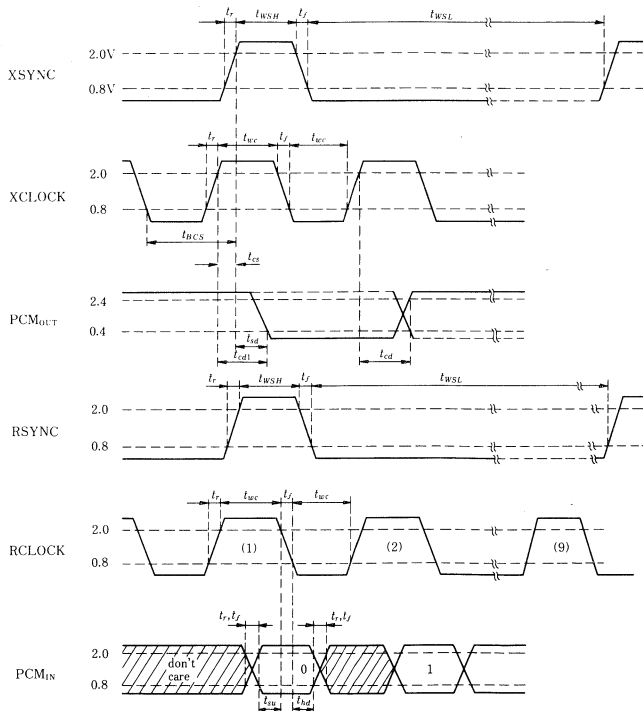 t_r t_WSH t_f t_WSL
2.0V
XSYNC
0.8V
t_r t_wc t_f t_wc
2.0
XCLOCK
0.8
t_BCS
t_cs
2.4
PCM_OUT
0.4
t_sd
t_cd1 t_cd
t_r t_WSH t_f t_WSL
2.0
RSYNC
0.8
t_r t_wc t_f t_wc
2.0
RCLOCK (1) (2) (9)
0.8
t_r, t_f t_r, t_f
2.0
PCM_IN don't care 0 1
0.8
t_su t_hd